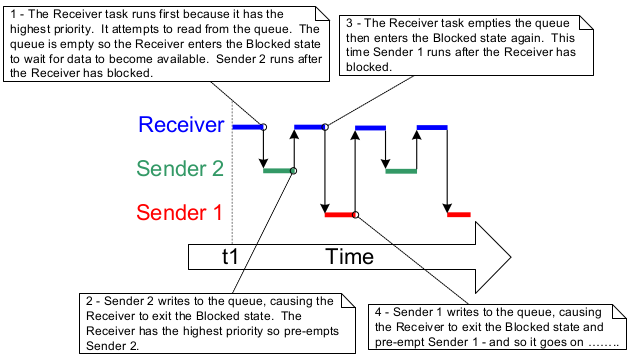 1 - The Receiver task runs first because it has the
highest priority.  It attempts to read from the queue.  The
queue is empty so the Receiver enters the Blocked state
to wait for data to become available.  Sender 2 runs after
the Receiver has blocked.
3 - The Receiver task empties the queue
then enters the Blocked state again.  This
time Sender 1 runs after the Receiver has
blocked.
Receiver
Sender 2
Sender 1
t1
Time
2 - Sender 2 writes to the queue, causing the
Receiver to exit the Blocked state.  The
Receiver has the highest priority so pre-empts
Sender 2.
4 - Sender 1 writes to the queue, causing
the Receiver to exit the Blocked state and
pre-empt Sender 1 - and so it goes on ........